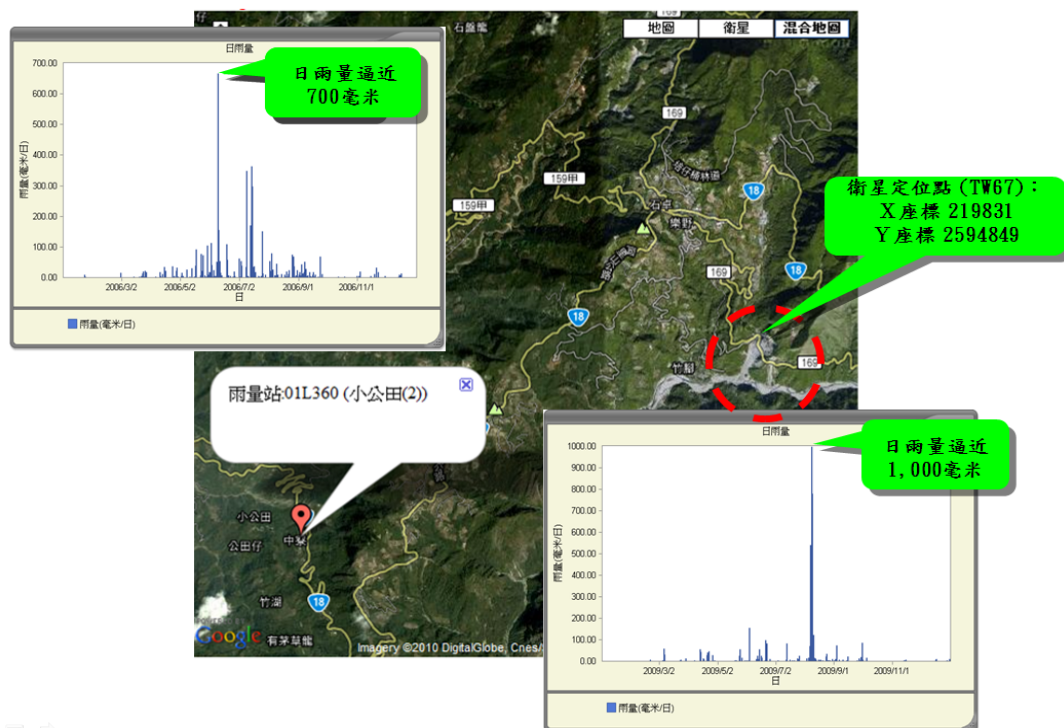 日雨量
700.00
600.00
500.00
400.00
300.00
200.00
100.00
0.00
雨量(毫米/日)
2006/3/2
2006/5/2
2006/7/2
2006/9/1
2006/11/1
日
雨量(毫米/日)
日雨量逼近
700毫米
地圖
衛星
混合地圖
石盤龍
169
169
159甲
159甲
18
石卓
樂野
衛星定位點(TW67)：
X座標 219831
Y座標 2594849
169
18
18
竹腳
169
雨量站:01L360 (小公田(2))
小公田
公田仔
竹湖
18
有茅草龍
Google
Imagery ©2010 DigitalGlobe, Cnes/
日雨量
1000.00
900.00
800.00
700.00
600.00
500.00
400.00
300.00
200.00
100.00
0.00
雨量(毫米/日)
2009/3/2
2009/5/2
2009/7/2
2009/9/1
2009/11/1
日
雨量(毫米/日)
日雨量逼近
1,000毫米